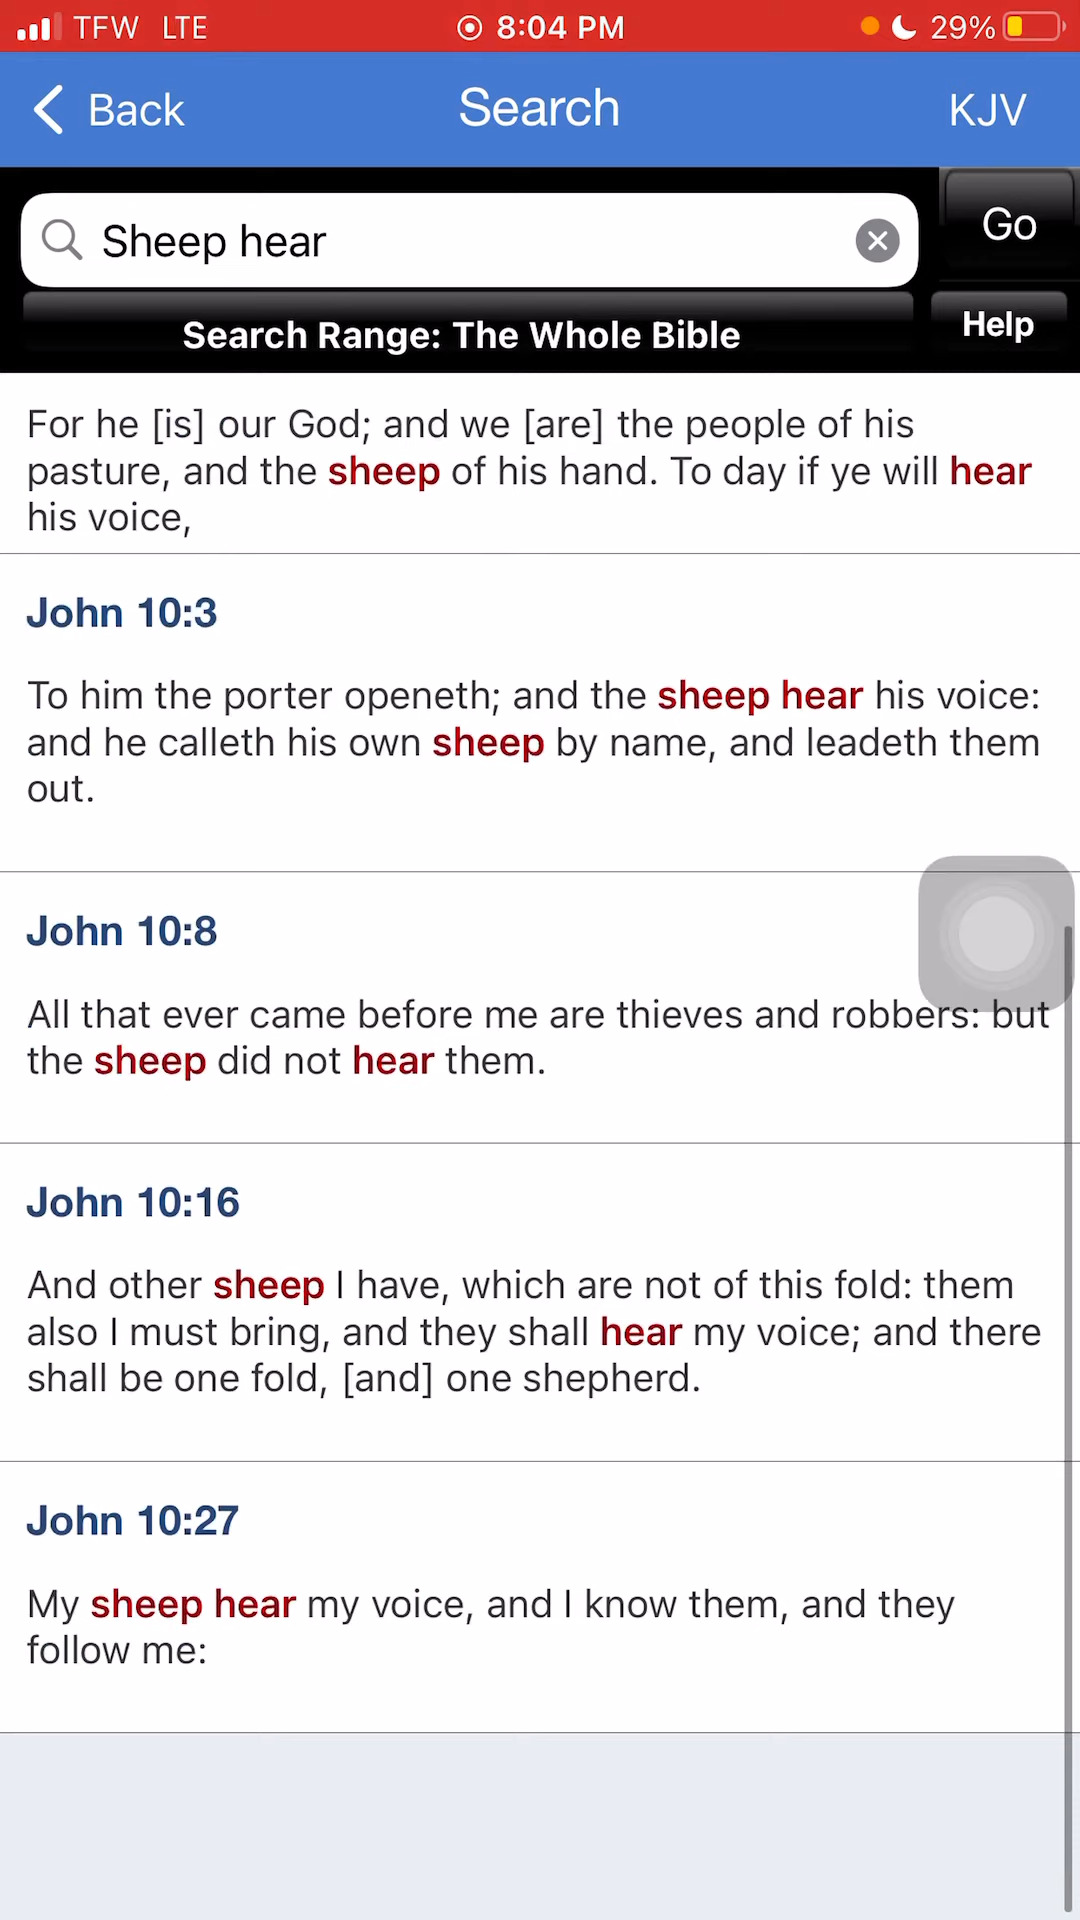 TFW LTE 8:04 PM 29%
Back Search KJV
Sheep hear
Go
Search Range: The Whole Bible
Help
For he [is] our God; and we [are] the people of his
pasture, and the sheep of his hand. To day if ye will hear
his voice,
John 10:3
To him the porter openeth; and the sheep hear his voice:
and he calleth his own sheep by name, and leadeth them
out.
John 10:8
All that ever came before me are thieves and robbers: but
the sheep did not hear them.
John 10:16
And other sheep I have, which are not of this fold: them
also I must bring, and they shall hear my voice; and there
shall be one fold, [and] one shepherd.
John 10:27
My sheep hear my voice, and I know them, and they
follow me: